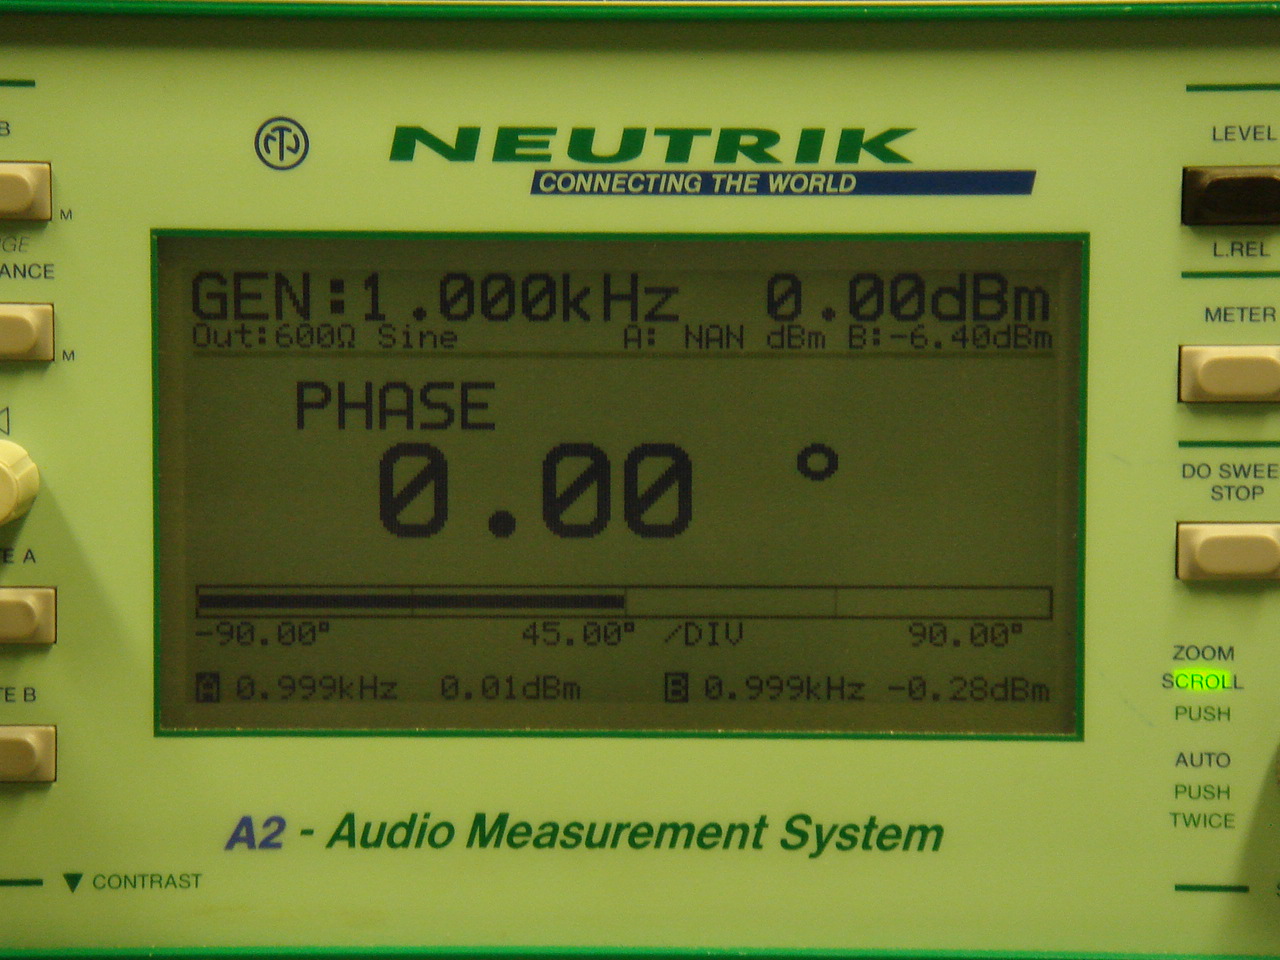 NEUTRIK
CONNECTING THE WORLD
GEN:1.000kHz 0.00dBm
Out:600Ω Sine A: NAN dBm B:-6.40dBm
PHASE
0.00 °
-90.00° 45.00° /DIV 90.00°
A 0.999kHz 0.01dBm B 0.999kHz -0.28dBm
A2 - Audio Measurement System
▼ CONTRAST
B
M
ANCE
M
E A
E B
LEVEL
L.REL
METER
DO SWEE
STOP
ZOOM
SCROLL
PUSH
AUTO
PUSH
TWICE